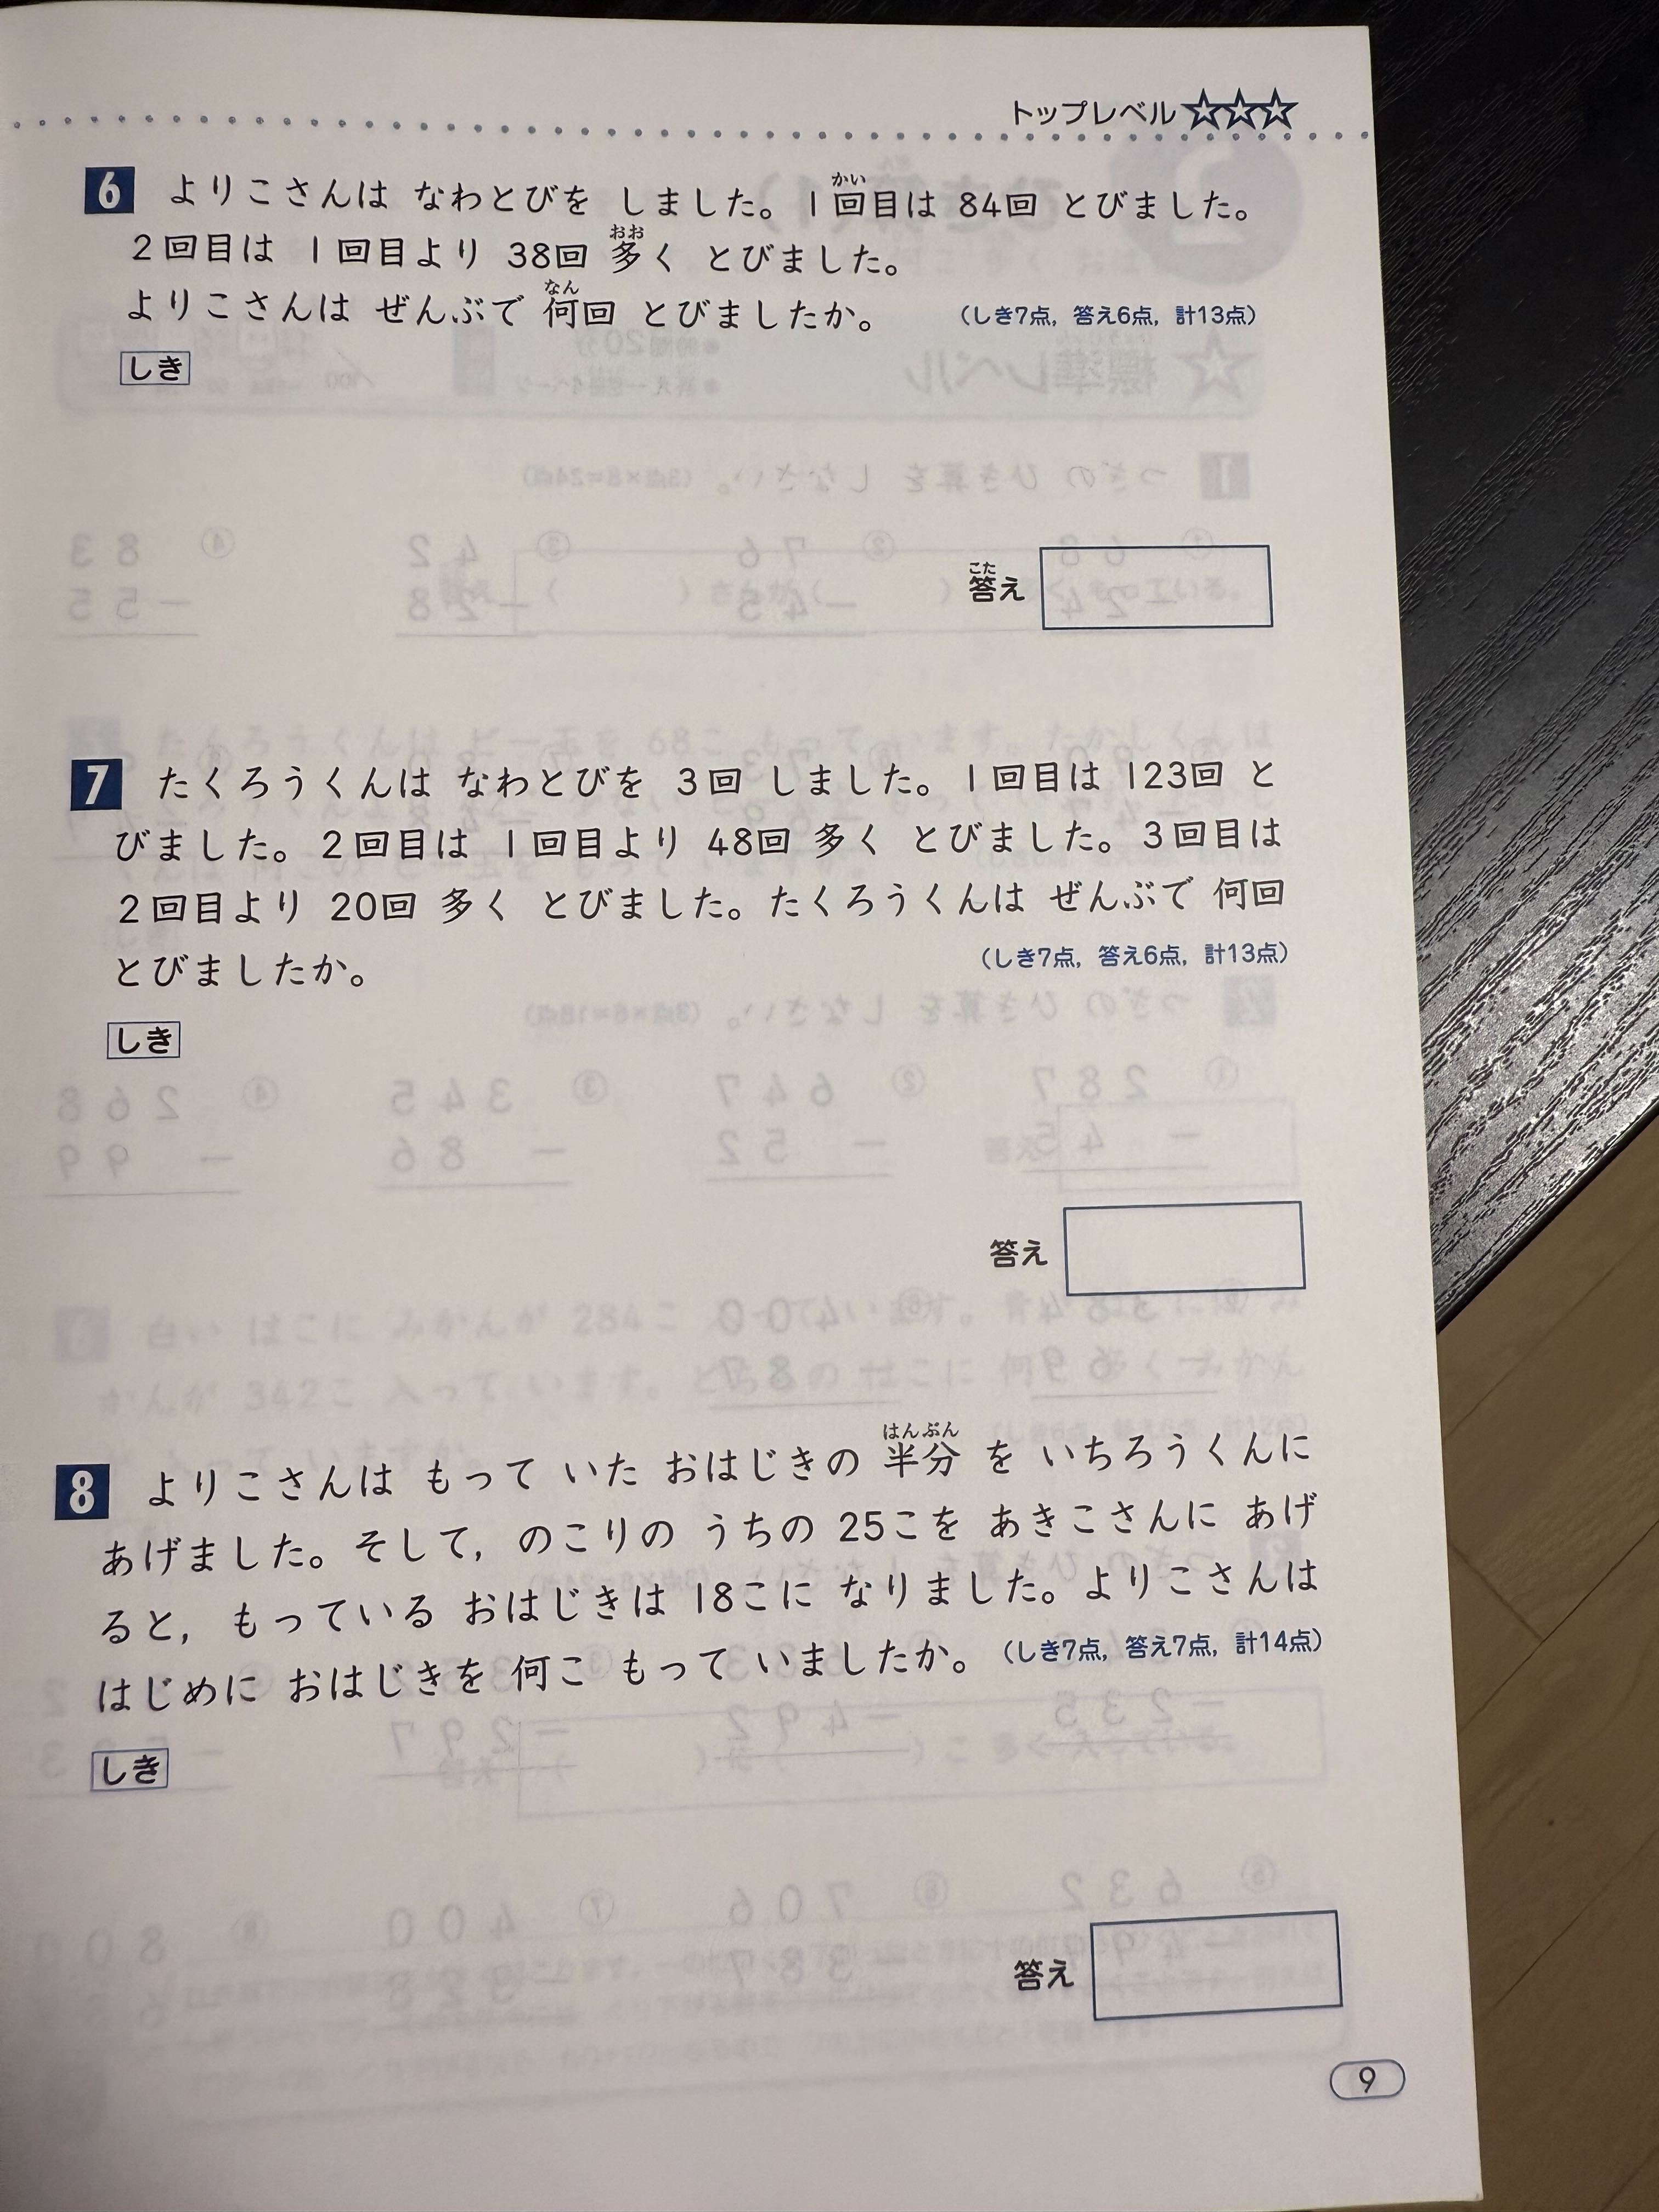 トップレベル☆☆☆
6 よりこさんは なわとびを しました。1回目は 84回 とびました。
2回目は 1回目より 38回 多く とびました。
よりこさんは ぜんぶで 何回 とびましたか。 (しき7点, 答え6点, 計13点)
しき
答え
7 たくろうくんは なわとびを 3回 しました。1回目は 123回 と
びました。2回目は 1回目より 48回 多く とびました。3回目は
2回目より 20回 多く とびました。たくろうくんは ぜんぶで 何回
とびましたか。 (しき7点, 答え6点, 計13点)
しき
答え
8 よりこさんは もって いた おはじきの 半分 を いちろうくんに
あげました。そして, のこりの うちの 25こを あきこさんに あげ
ると, もっている おはじきは 18こに なりました。よりこさんは
はじめに おはじきを 何こ もって いましたか。 (しき7点, 答え7点, 計14点)
しき
答え
9